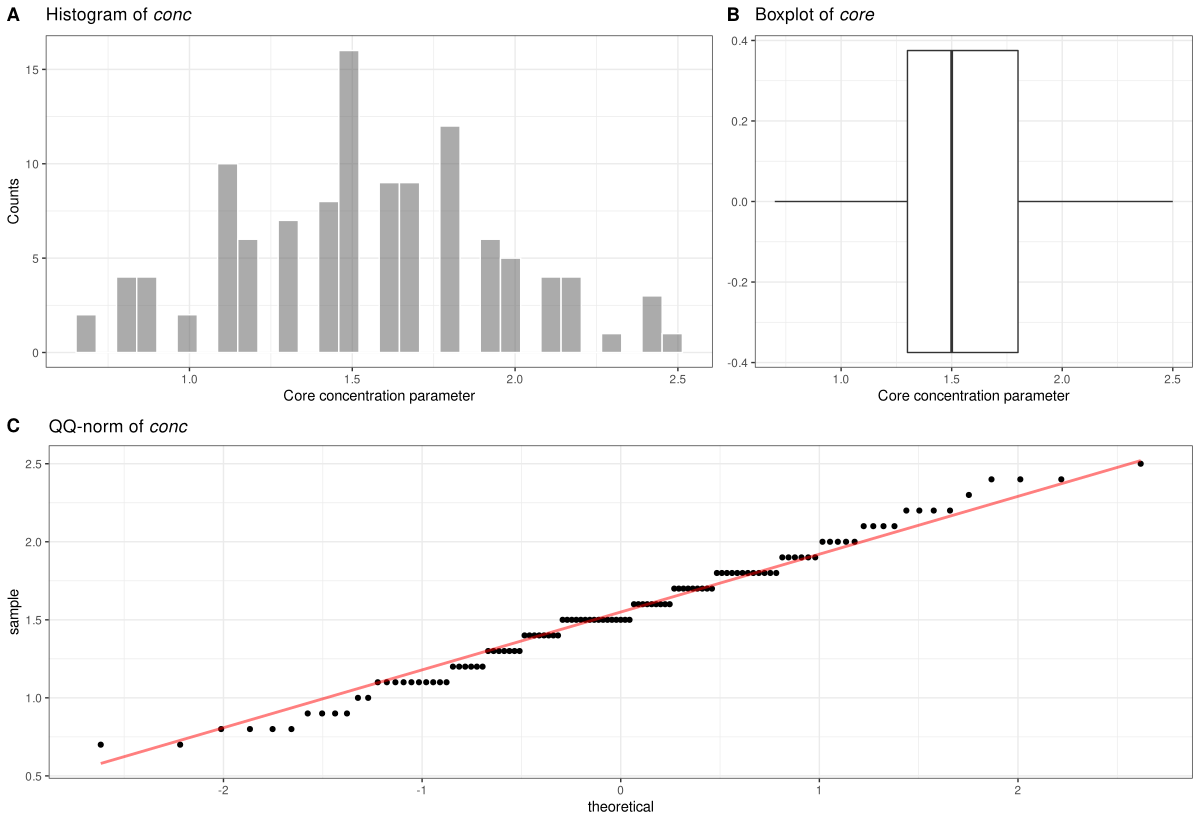 A Histogram of conc
15
10
5
0
Counts
1.0 1.5 2.0 2.5
Core concentration parameter
B Boxplot of core
0.4
0.2
0.0
-0.2
-0.4
1.0 1.5 2.0 2.5
Core concentration parameter
C QQ-norm of conc
2.5
2.0
1.5
1.0
0.5
sample
-2 -1 0 1 2
theoretical